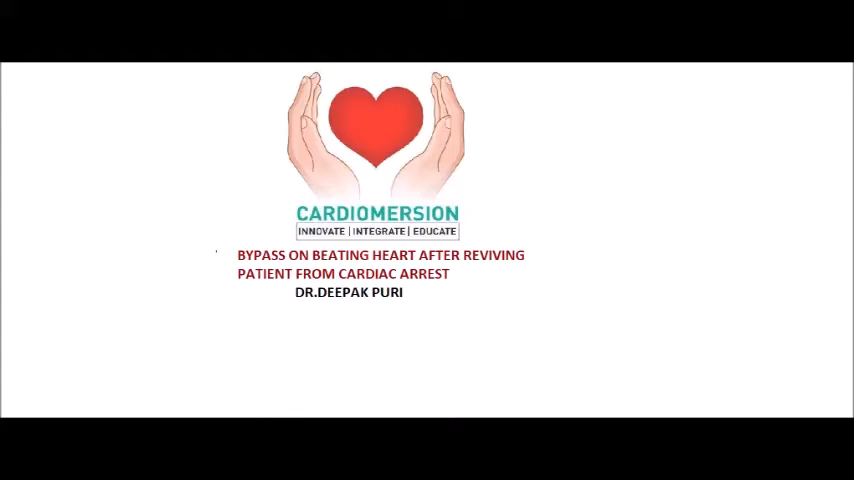 CARDIOMERSION
INNOVATE | INTEGRATE | EDUCATE
BYPASS ON BEATING HEART AFTER REVIVING
PATIENT FROM CARDIAC ARREST
DR.DEEPAK PURI